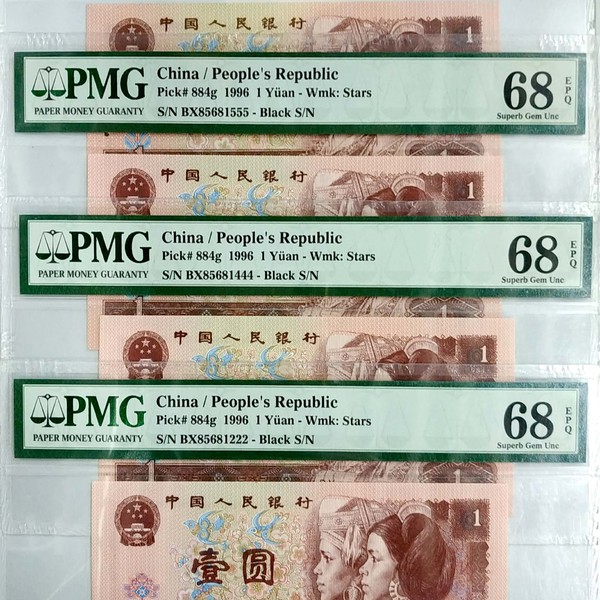 中国人民银行
1
PMG
PAPER MONEY GUARANTY
China / People's Republic
Pick# 884g 1996 1 Yüan - Wmk: Stars
S/N BX85681555 - Black S/N
68
EPQ
Superb Gem Unc
中国人民银行
1
PMG
PAPER MONEY GUARANTY
China / People's Republic
Pick# 884g 1996 1 Yüan - Wmk: Stars
S/N BX85681444 - Black S/N
68
EPQ
Superb Gem Unc
1
中国人民银行
1
PMG
PAPER MONEY GUARANTY
China / People's Republic
Pick# 884g 1996 1 Yüan - Wmk: Stars
S/N BX85681222 - Black S/N
68
EPQ
Superb Gem Unc
1
中国人民银行
1
壹圆